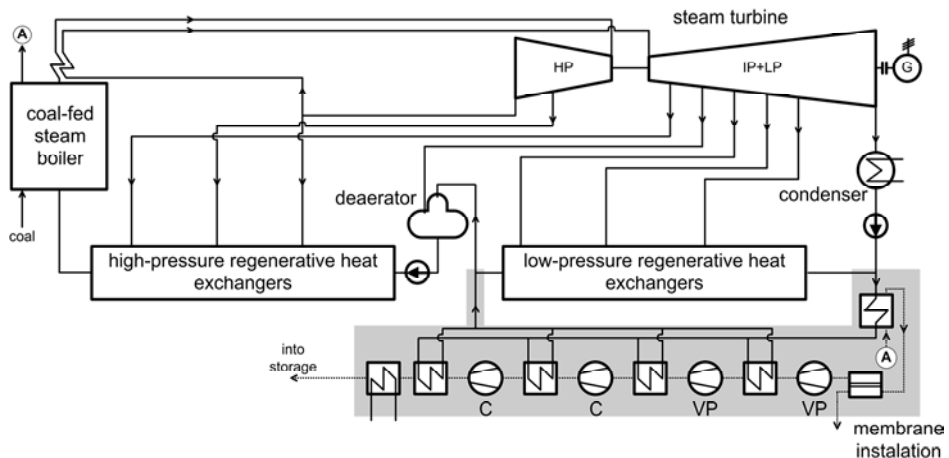 steam turbine
A
HP
IP+LP
G
coal-fed
steam
boiler
deaerator
condenser
coal
high-pressure regenerative heat
exchangers
low-pressure regenerative heat
exchangers
into
storage
A
C
C
VP
VP
membrane
instalation